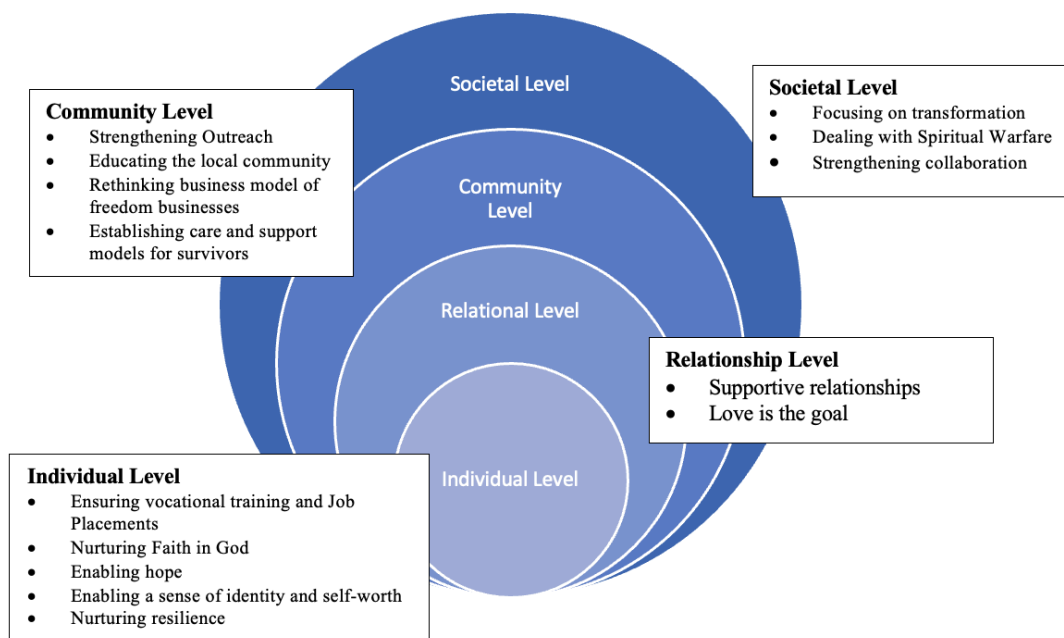 Societal Level
Community
Level
Relational Level
Individual Level
Community Level
• Strengthening Outreach
• Educating the local community
• Rethinking business model of
freedom businesses
• Establishing care and support
models for survivors
Societal Level
• Focusing on transformation
• Dealing with Spiritual Warfare
• Strengthening collaboration
Relationship Level
• Supportive relationships
• Love is the goal
Individual Level
• Ensuring vocational training and Job
Placements
• Nurturing Faith in God
• Enabling hope
• Enabling a sense of identity and self-worth
• Nurturing resilience